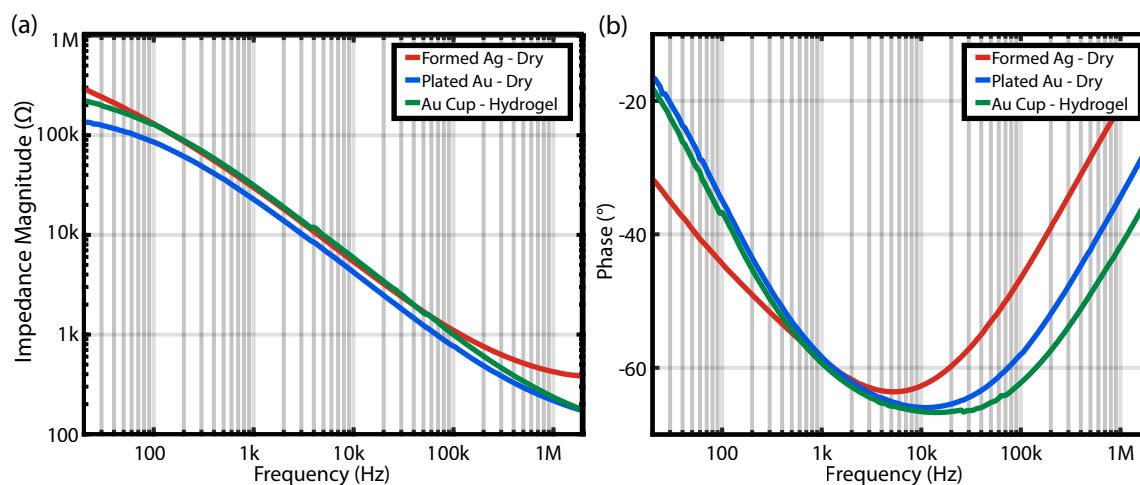 (a)
1M
100k
10k
1k
100
Impedance Magnitude (Ω)
Formed Ag - Dry
Plated Au - Dry
Au Cup - Hydrogel
100
1k
10k
100k
1M
Frequency (Hz)
(b)
-20
-40
-60
Phase (°)
Formed Ag - Dry
Plated Au - Dry
Au Cup - Hydrogel
100
1k
10k
100k
1M
Frequency (Hz)